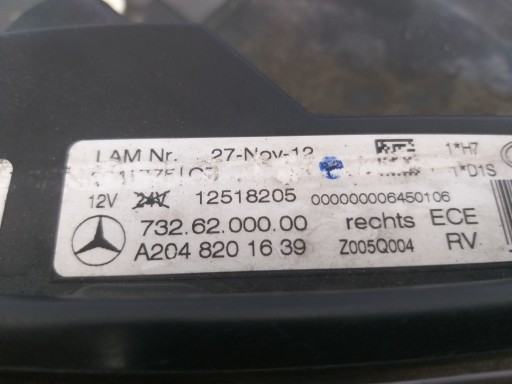 LAM Nr. 27-Nov-12 1*H7
1*D1S
12V 24V 12518205 000000006450106
732.62.000.00 rechts ECE
A204 820 16 39 Z005Q004 RV